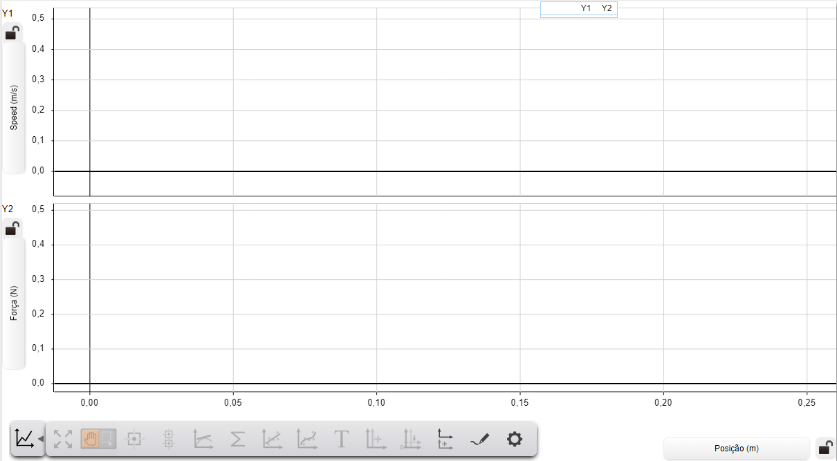 Y1 Y2
Y1
0,5
0,4
0,3
0,2
0,1
0,0
Speed (m/s)
Y2
0,5
0,4
0,3
0,2
0,1
0,0
Força (N)
0,00 0,05 0,10 0,15 0,20 0,25
Σ T
Posição (m)